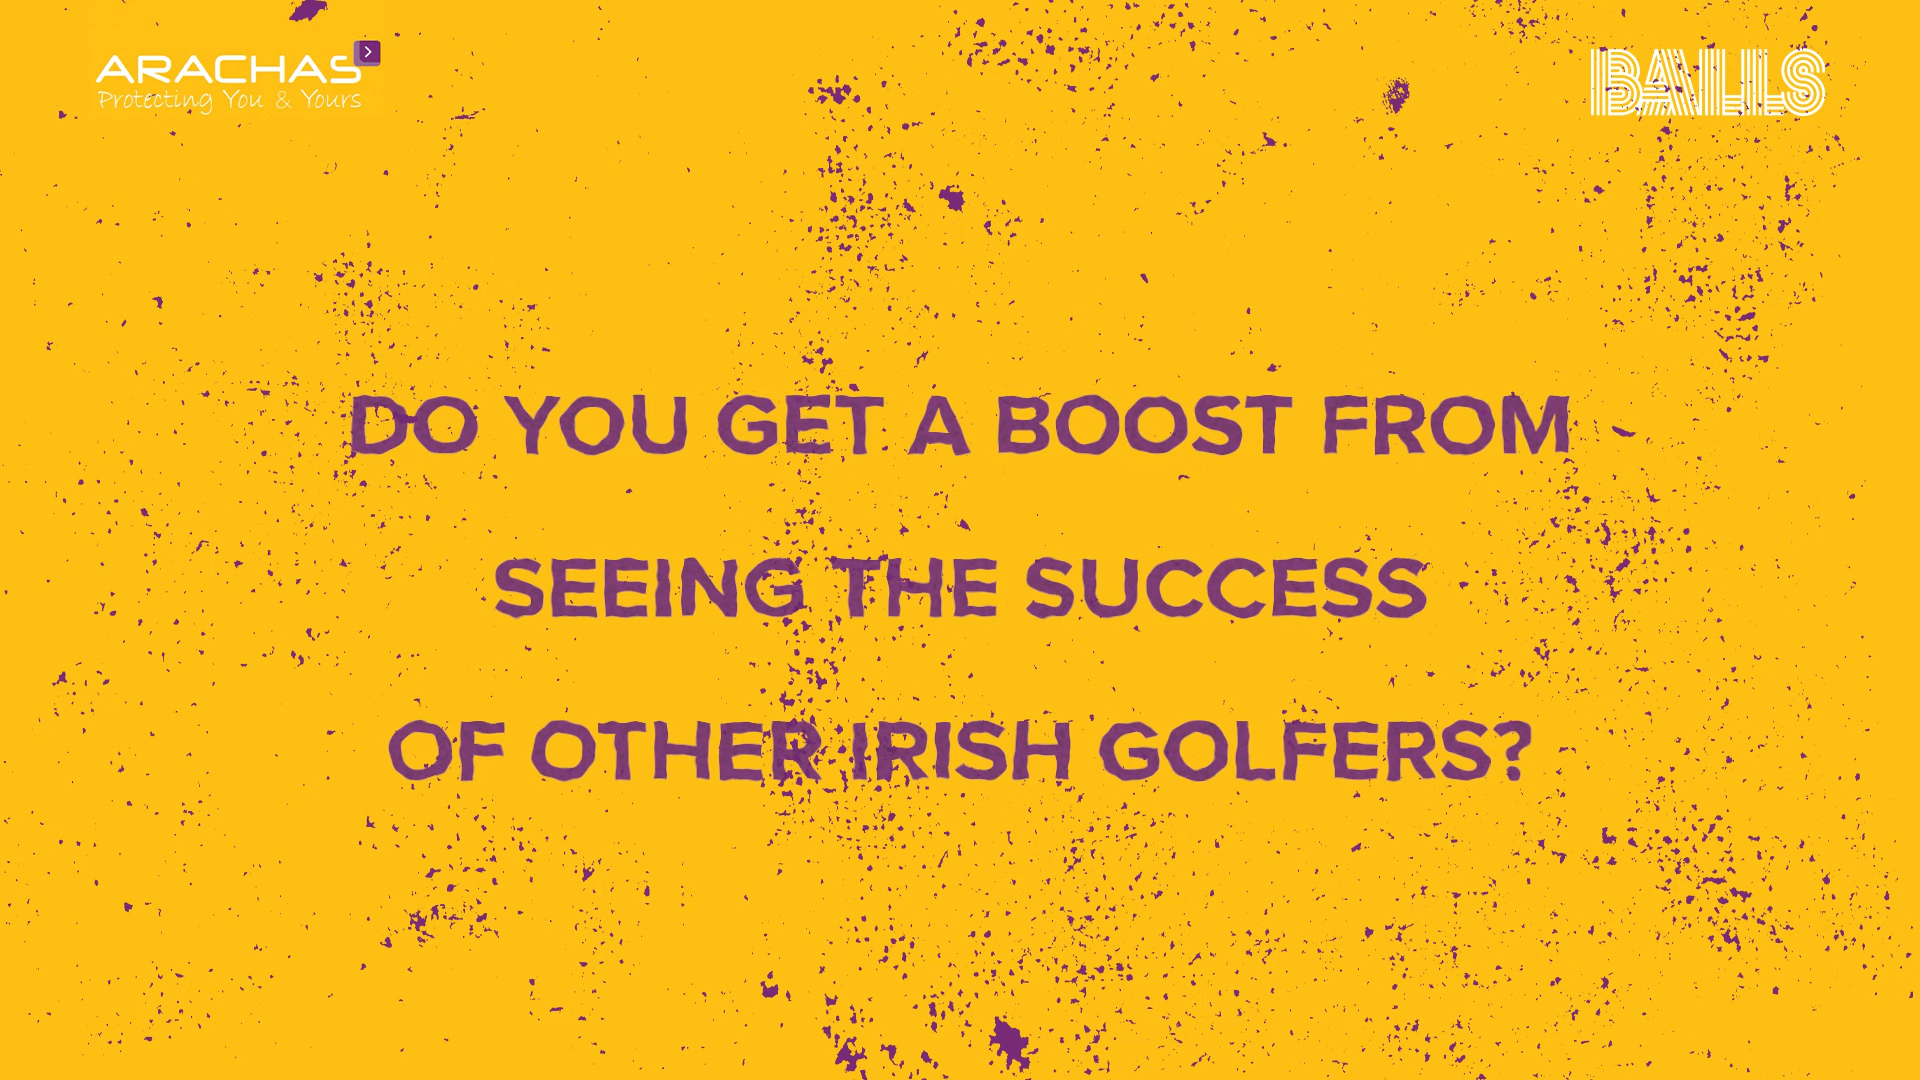 ARACHAS
Protecting You & Yours
BALLS
DO YOU GET A BOOST FROM
SEEING THE SUCCESS
OF OTHER IRISH GOLFERS?